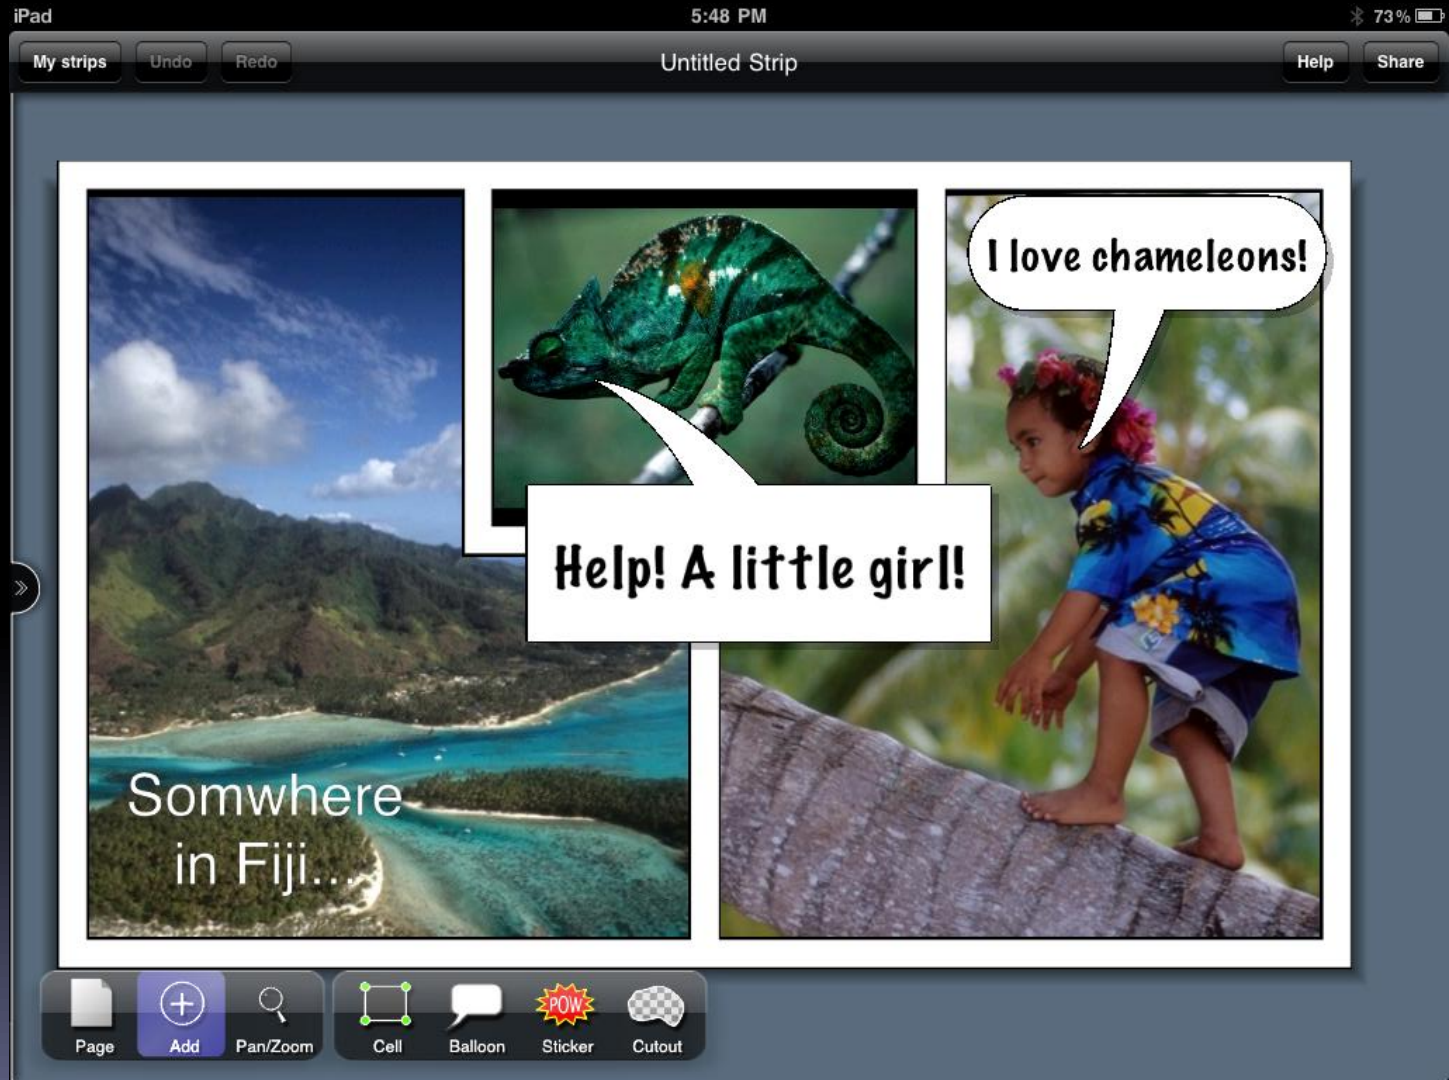 iPad
5:48 PM
73%
My strips
Undo
Redo
Untitled Strip
Help
Share
I love chameleons!
Help! A little girl!
Somwhere
in Fiji...
POW
Page
Add
Pan/Zoom
Cell
Balloon
Sticker
Cutout